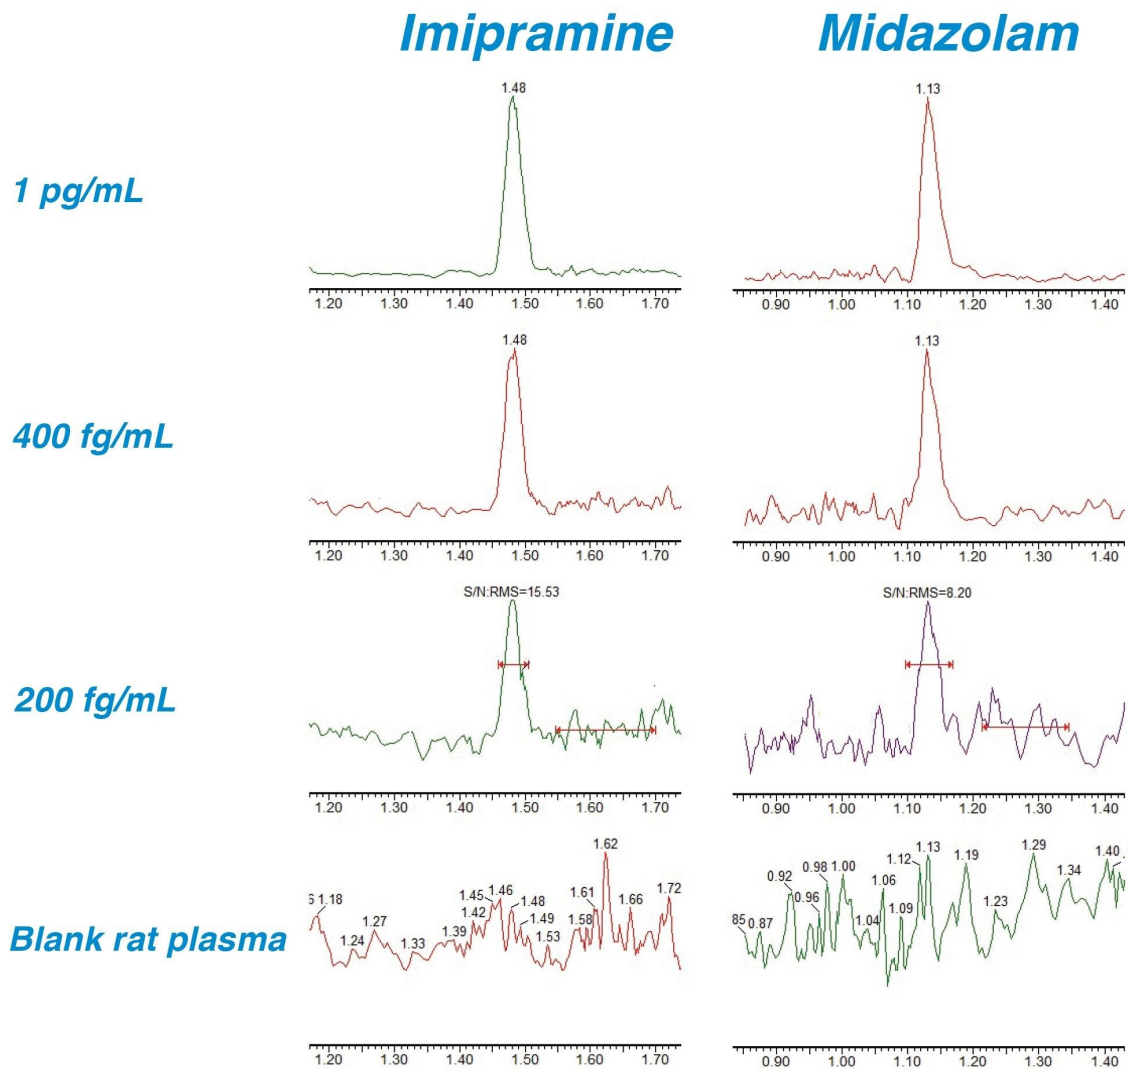 Imipramine Midazolam
1.48 1.13
1 pg/mL
1.20 1.30 1.40 1.50 1.60 1.70 0.90 1.00 1.10 1.20 1.30 1.40
1.48 1.13
400 fg/mL
1.20 1.30 1.40 1.50 1.60 1.70 0.90 1.00 1.10 1.20 1.30 1.40
S/N:RMS=15.53 S/N:RMS=8.20
200 fg/mL
1.20 1.30 1.40 1.50 1.60 1.70 0.90 1.00 1.10 1.20 1.30 1.40
Blank rat plasma
6 1.18 1.24 1.27 1.33 1.39 1.42 1.45 1.46 1.48 1.49 1.53 1.58 1.61 1.62 1.66 1.72
85 0.87 0.92 0.96 0.98 1.00 1.04 1.06 1.09 1.12 1.13 1.19 1.23 1.29 1.34 1.40
1.20 1.30 1.40 1.50 1.60 1.70 0.90 1.00 1.10 1.20 1.30 1.40